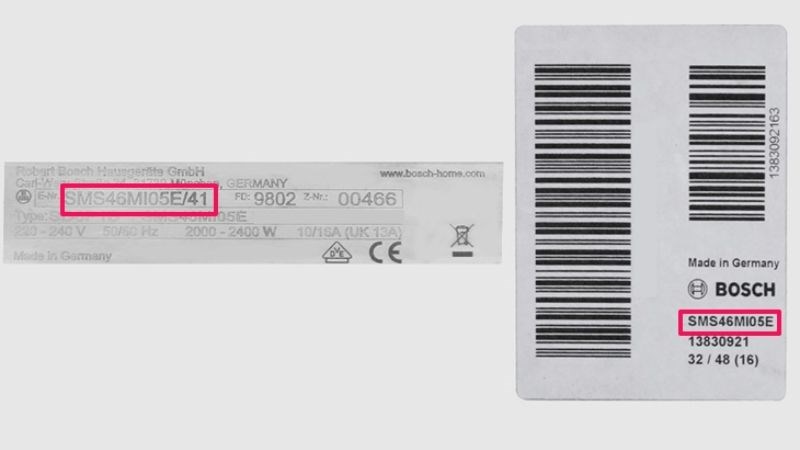 Robert Bosch Hausgeräte GmbH
www.bosch-home.com
München, GERMANY
E-Nr. SMS46MI05E/41 FD: 9802 Z-Nr.: 00466
Type: SMS46MI05E
220 - 240 V 50/60 Hz 2000 - 2400 W 10/16A (UK 13A)
Made in Germany
DVE CE
1383092163
Made in Germany
BOSCH
SMS46MI05E
13830921
32 / 48 (16)